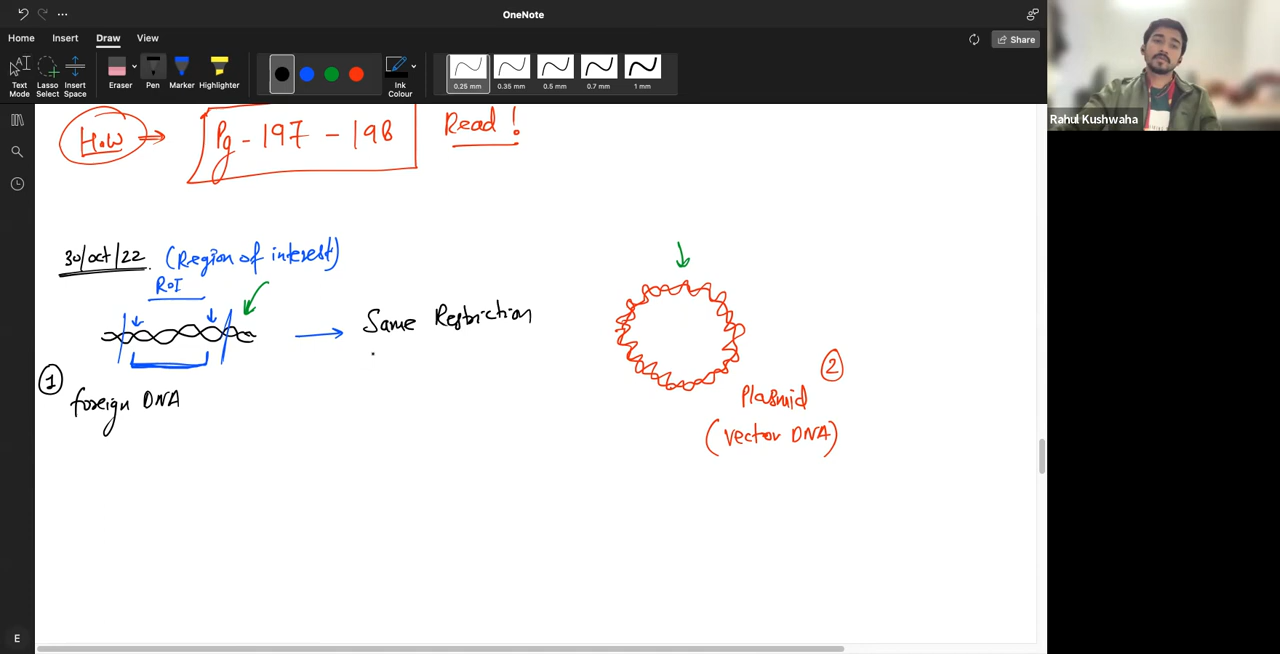 OneNote
Home Insert Draw View
Share
Text Mode
Lasso Select
Insert Space
Eraser
Pen
Marker
Highlighter
Ink Colour
0.25 mm
0.35 mm
0.5 mm
0.7 mm
1 mm
Rahul Kushwaha
H.W → Pg - 197 - 198 Read !
30/oct/22 (Region of interest)
ROI
→ Same Restriction
1
foreign DNA
2
Plasmid
(vector DNA)
E